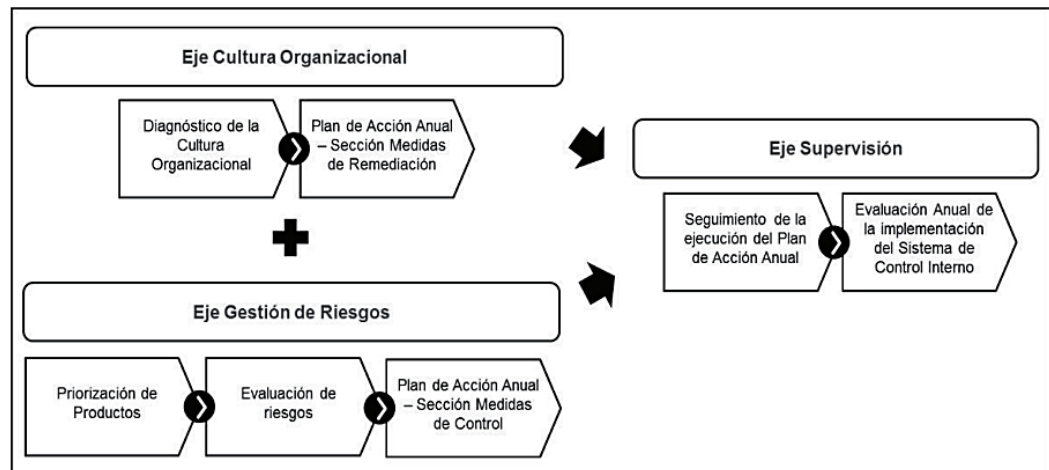 Eje Cultura Organizacional
Diagnóstico de la
Cultura
Organizacional
Plan de Acción Anual
– Sección Medidas
de Remediación
Eje Gestión de Riesgos
Priorización de
Productos
Evaluación de
riesgos
Plan de Acción Anual
– Sección Medidas
de Control
Eje Supervisión
Seguimiento de la
ejecución del Plan
de Acción Anual
Evaluación Anual de
la implementación
del Sistema de
Control Interno